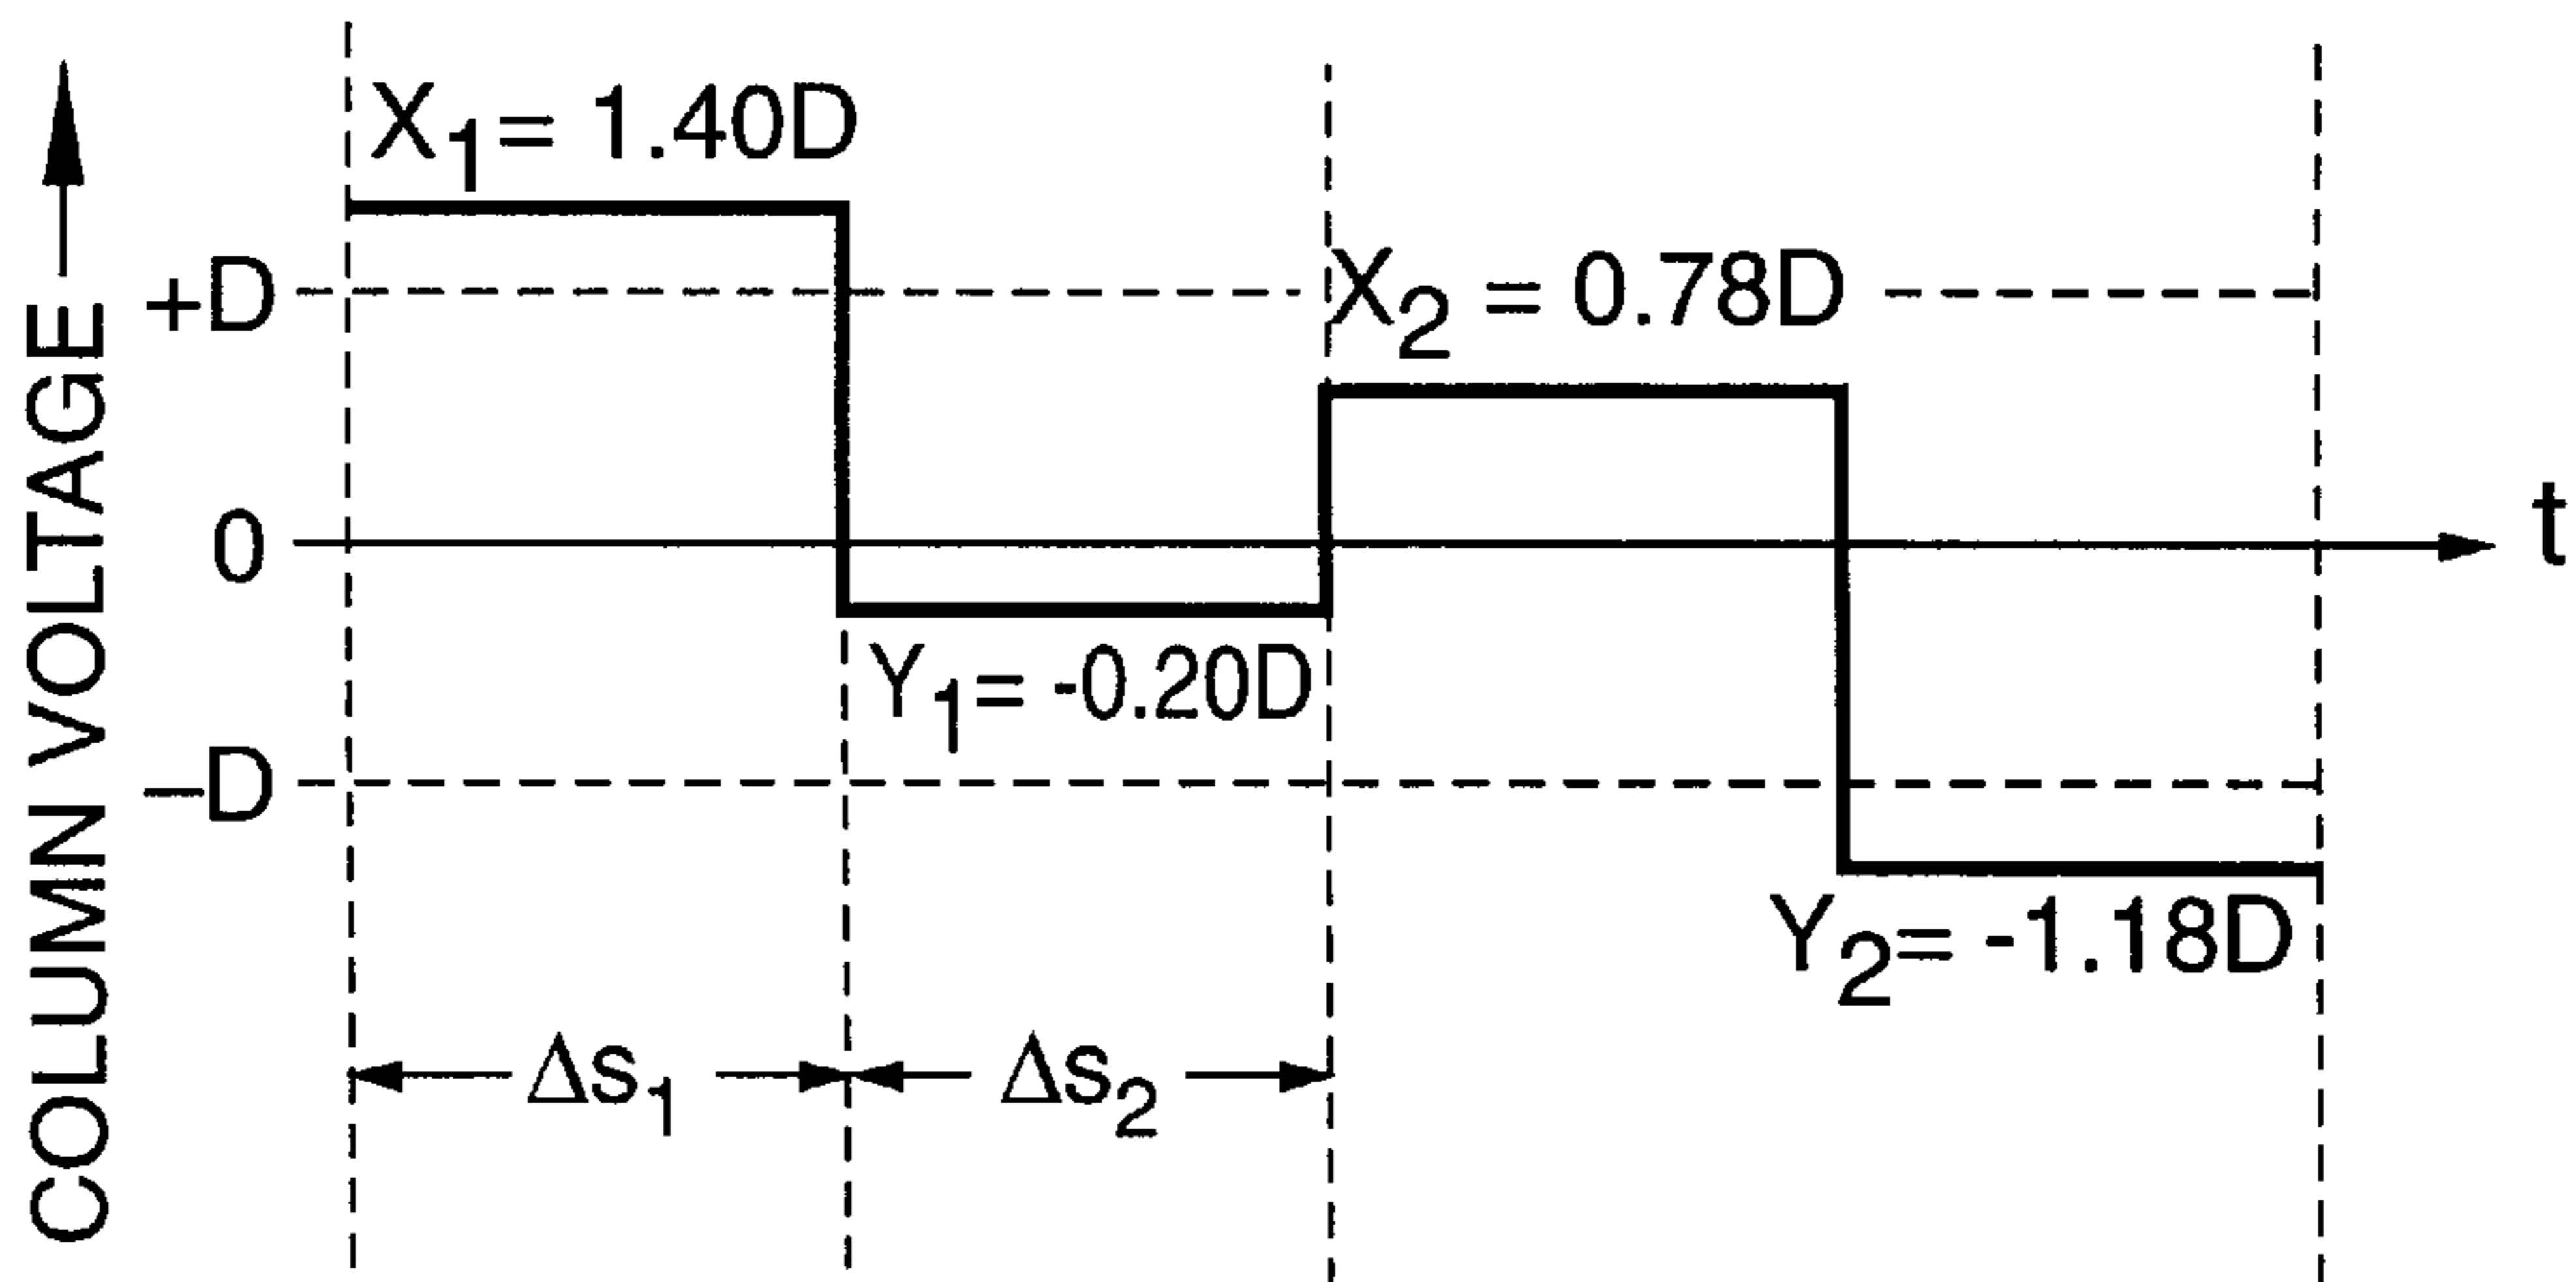 COLUMN VOLTAGE
X1 = 1.40D
+D
X2 = 0.78D
0
t
Y1 = -0.20D
–D
Y2 = -1.18D
Δs1
Δs2